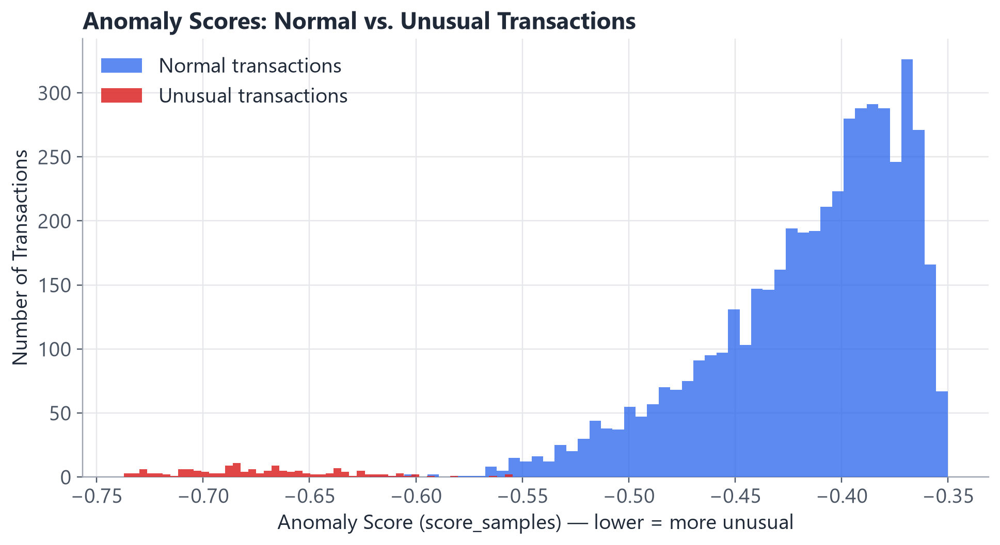 Anomaly Scores: Normal vs. Unusual Transactions
Normal transactions
Unusual transactions
Number of Transactions
300
250
200
150
100
50
0
−0.75 −0.70 −0.65 −0.60 −0.55 −0.50 −0.45 −0.40 −0.35
Anomaly Score (score_samples) — lower = more unusual